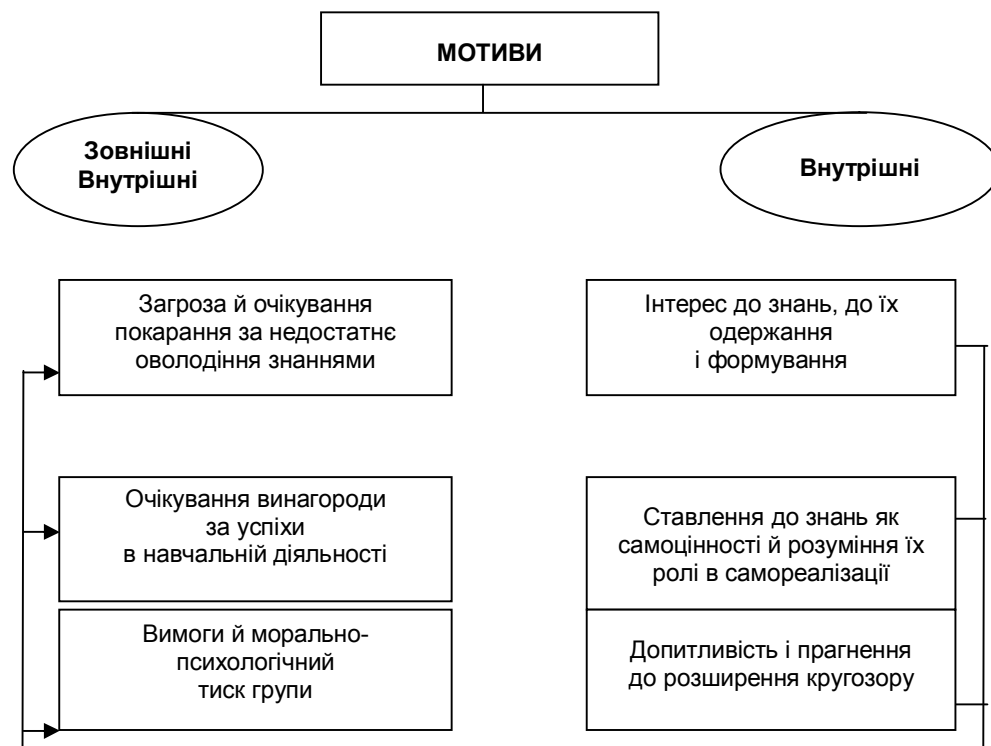 МОТИВИ
Зовнішні
Внутрішні
Внутрішні
Загроза й очікування
покарання за недостатнє
оволодіння знаннями
Інтерес до знань, до їх
одержання
і формування
Очікування винагороди
за успіхи
в навчальній діяльності
Ставлення до знань як
самоцінності й розуміння їх
ролі в самореалізації
Вимоги й морально-
психологічний
тиск групи
Допитливість і прагнення
до розширення кругозору